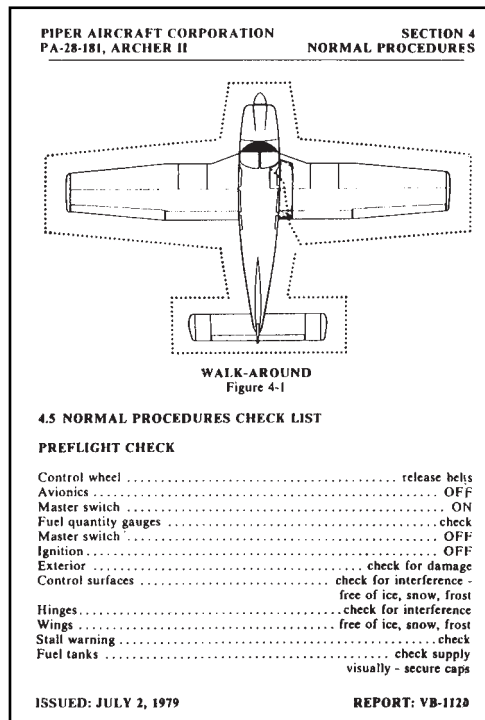 PIPER AIRCRAFT CORPORATION SECTION 4
PA-28-181, ARCHER II NORMAL PROCEDURES
WALK-AROUND
Figure 4-1
4.5 NORMAL PROCEDURES CHECK LIST
PREFLIGHT CHECK
Control wheel ........................................ release belts
Avionics ........................................ OFF
Master switch ........................................ ON
Fuel quantity gauges ........................................ check
Master switch ........................................ OFF
Ignition ........................................ OFF
Exterior ........................................ check for damage
Control surfaces ........................................ check for interference -
free of ice, snow, frost
Hinges ........................................ check for interference
Wings ........................................ free of ice, snow, frost
Stall warning ........................................ check
Fuel tanks ........................................ check supply
visually - secure caps
ISSUED: JULY 2, 1979 REPORT: VB-1120